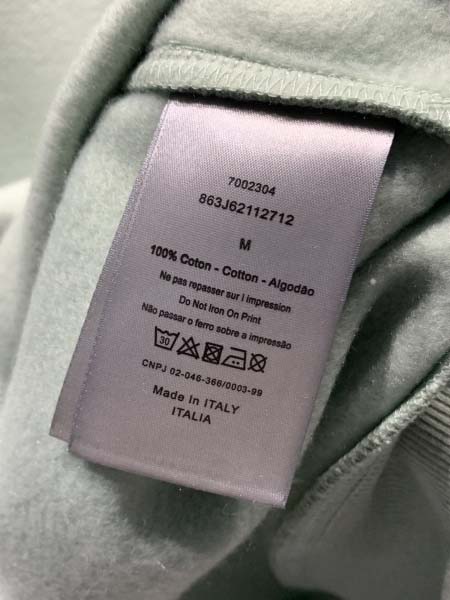 7002304
863J62112712
M
100% Coton - Cotton - Algodão
Ne pas repasser sur l impression
Do Not Iron On Print
Não passar o ferro sobre a impressão
30
CNPJ 02-046-366/0003-99
Made in ITALY
ITALIA